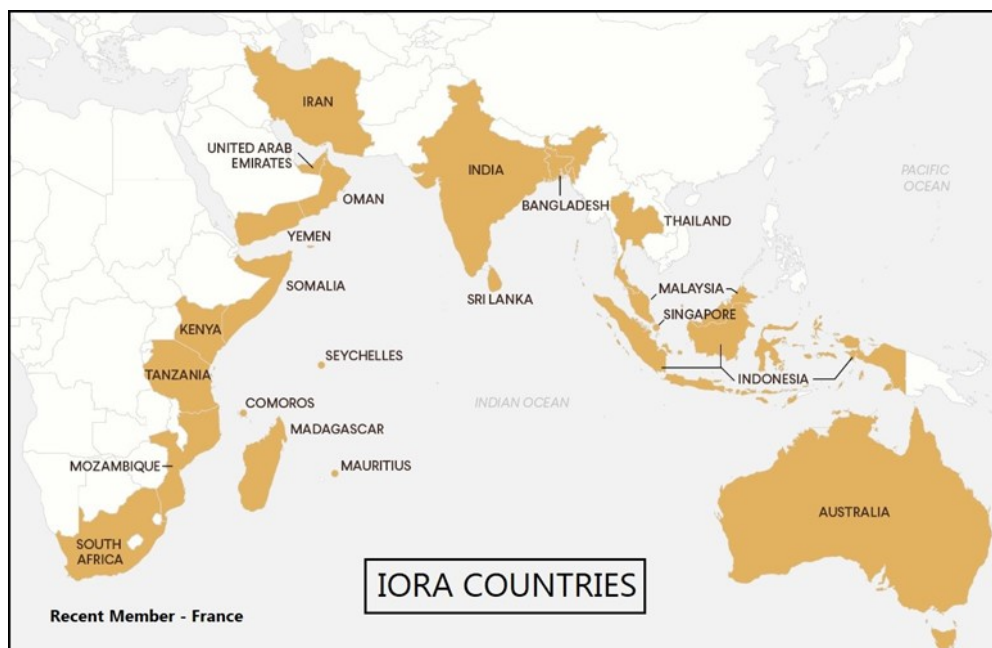 IRAN
UNITED ARAB
EMIRATES
OMAN
YEMEN
SOMALIA
KENYA
TANZANIA
SEYCHELLES
COMOROS
MADAGASCAR
MAURITIUS
MOZAMBIQUE
SOUTH
AFRICA
INDIA
BANGLADESH
SRI LANKA
THAILAND
MALAYSIA
SINGAPORE
INDONESIA
AUSTRALIA
PACIFIC
OCEAN
INDIAN OCEAN
IORA COUNTRIES
Recent Member - France